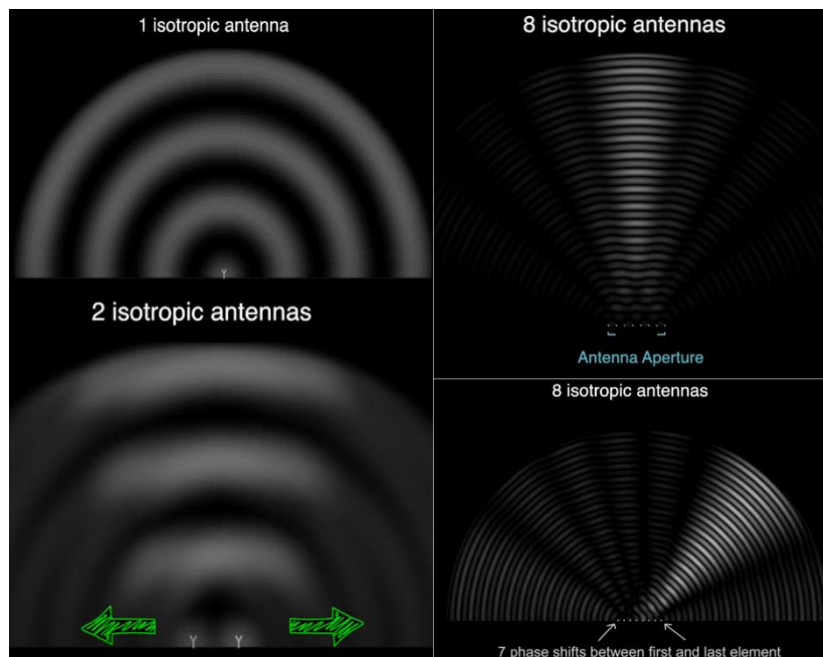 1 isotropic antenna
2 isotropic antennas
Y
Y
Y
8 isotropic antennas
Antenna Aperture
8 isotropic antennas
7 phase shifts between first and last element